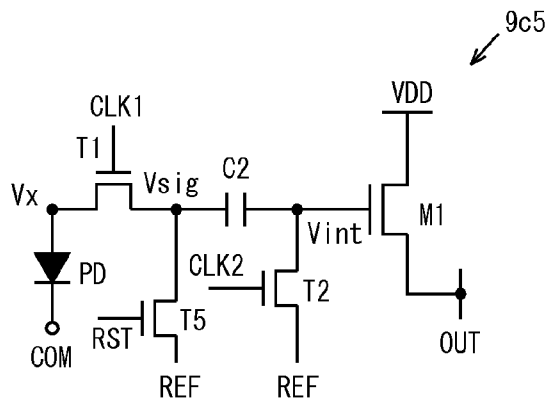 9c5
CLK1
VDD
T1
C2
Vx
Vsig
M1
Vint
PD
CLK2
T2
RST
T5
COM
OUT
REF
REF